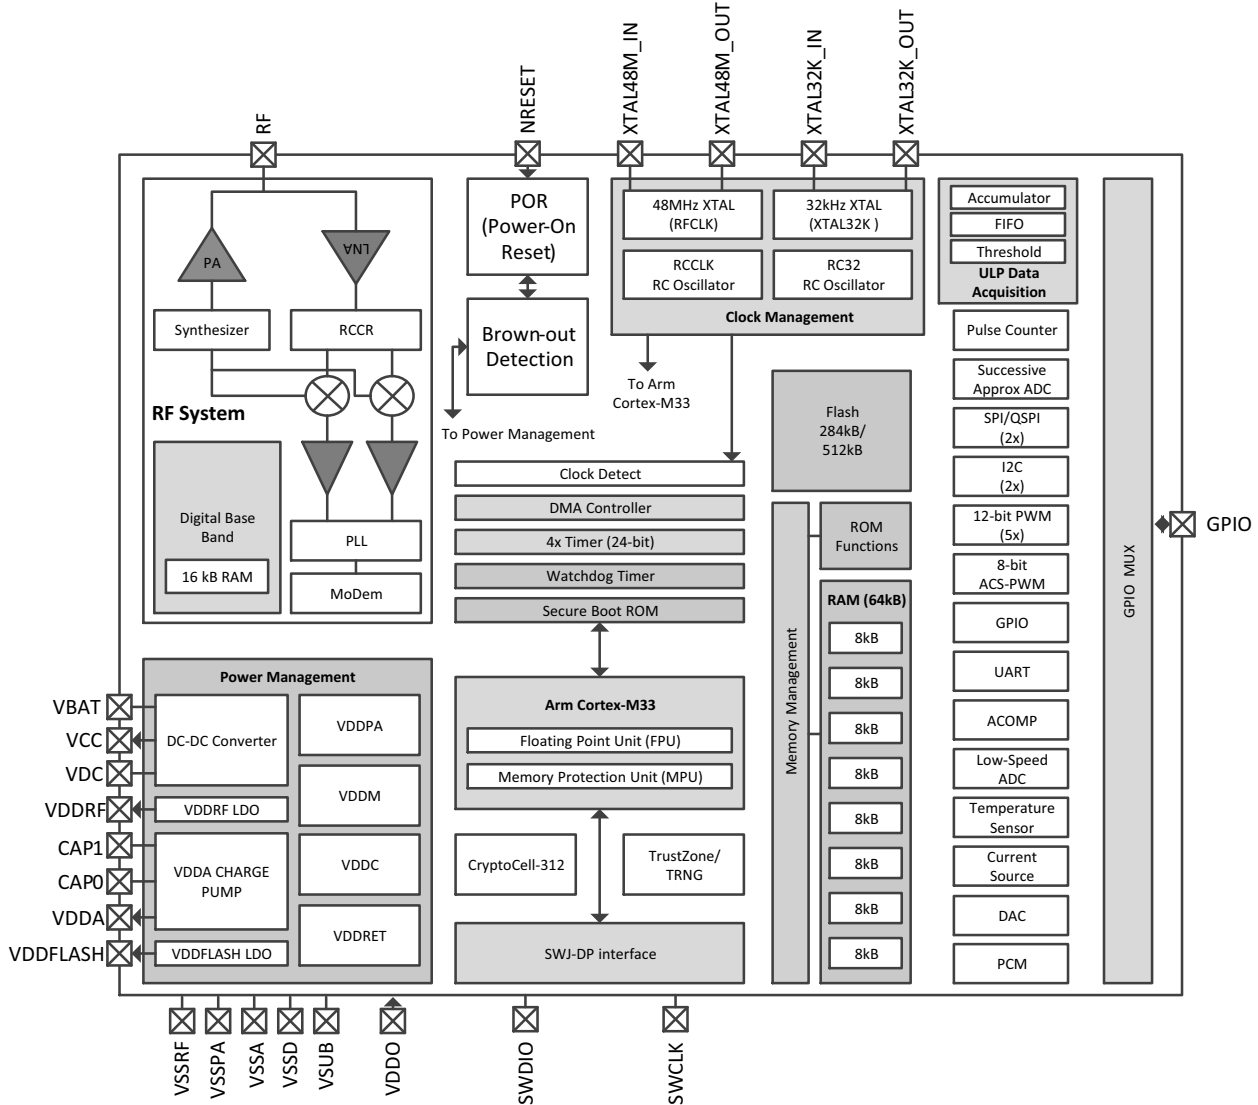 RF
NRESET
XTAL48M_IN
XTAL48M_OUT
XTAL32K_IN
XTAL32K_OUT
PA
LNA
Synthesizer
RCCR
RF System
Digital Base
Band
16 kB RAM
PLL
MoDem
POR
(Power-On
Reset)
Brown-out
Detection
To Power Management
48MHz XTAL
(RFCLK)
32kHz XTAL
(XTAL32K )
RCCLK
RC Oscillator
RC32
RC Oscillator
Clock Management
To Arm
Cortex-M33
Clock Detect
DMA Controller
4x Timer (24-bit)
Watchdog Timer
Secure Boot ROM
Arm Cortex-M33
Floating Point Unit (FPU)
Memory Protection Unit (MPU)
CryptoCell-312
TrustZone/
TRNG
SWJ-DP interface
Flash
284kB/
512kB
Memory Management
ROM
Functions
RAM (64kB)
8kB
8kB
8kB
8kB
8kB
8kB
8kB
8kB
Accumulator
FIFO
Threshold
ULP Data
Acquisition
Pulse Counter
Successive
Approx ADC
SPI/QSPI
(2x)
I2C
(2x)
12-bit PWM
(5x)
8-bit
ACS-PWM
GPIO
UART
ACOMP
Low-Speed
ADC
Temperature
Sensor
Current
Source
DAC
PCM
GPIO MUX
GPIO
Power Management
DC-DC Converter
VDDRF LDO
VDDA CHARGE
PUMP
VDDFLASH LDO
VDDPA
VDDM
VDDC
VDDRET
VBAT
VCC
VDC
VDDRF
CAP1
CAP0
VDDA
VDDFLASH
VSSRF
VSSPA
VSSA
VSSD
VSUB
VDDO
SWDIO
SWCLK